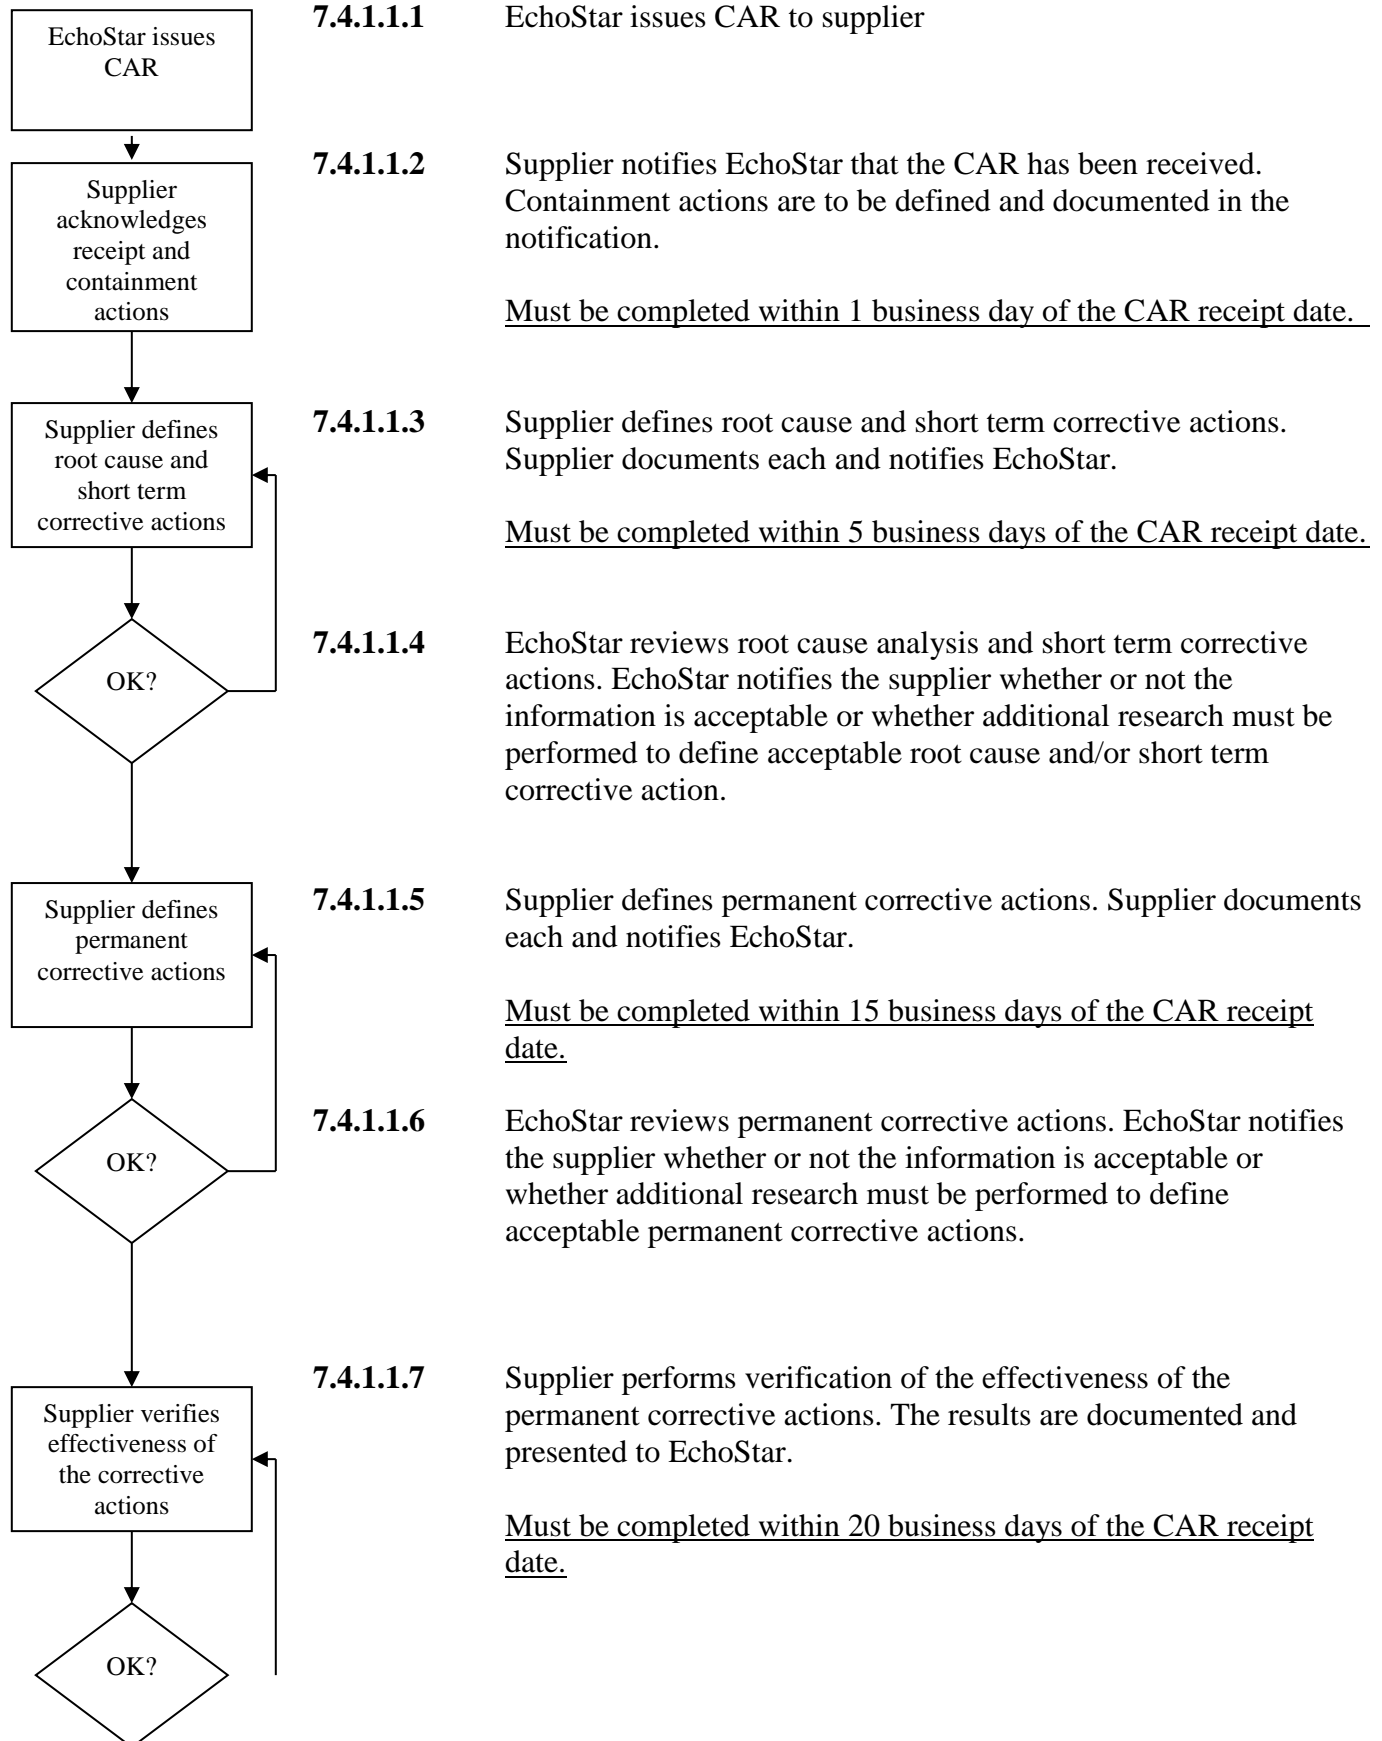 EchoStar issues
CAR
7.4.1.1.1 EchoStar issues CAR to supplier
Supplier
acknowledges
receipt and
containment
actions
7.4.1.1.2 Supplier notifies EchoStar that the CAR has been received.
Containment actions are to be defined and documented in the
notification.
Must be completed within 1 business day of the CAR receipt date.
Supplier defines
root cause and
short term
corrective actions
7.4.1.1.3 Supplier defines root cause and short term corrective actions.
Supplier documents each and notifies EchoStar.
Must be completed within 5 business days of the CAR receipt date.
OK?
7.4.1.1.4 EchoStar reviews root cause analysis and short term corrective
actions. EchoStar notifies the supplier whether or not the
information is acceptable or whether additional research must be
performed to define acceptable root cause and/or short term
corrective action.
Supplier defines
permanent
corrective actions
7.4.1.1.5 Supplier defines permanent corrective actions. Supplier documents
each and notifies EchoStar.
Must be completed within 15 business days of the CAR receipt
date.
OK?
7.4.1.1.6 EchoStar reviews permanent corrective actions. EchoStar notifies
the supplier whether or not the information is acceptable or
whether additional research must be performed to define
acceptable permanent corrective actions.
Supplier verifies
effectiveness of
the corrective
actions
7.4.1.1.7 Supplier performs verification of the effectiveness of the
permanent corrective actions. The results are documented and
presented to EchoStar.
Must be completed within 20 business days of the CAR receipt
date.
OK?